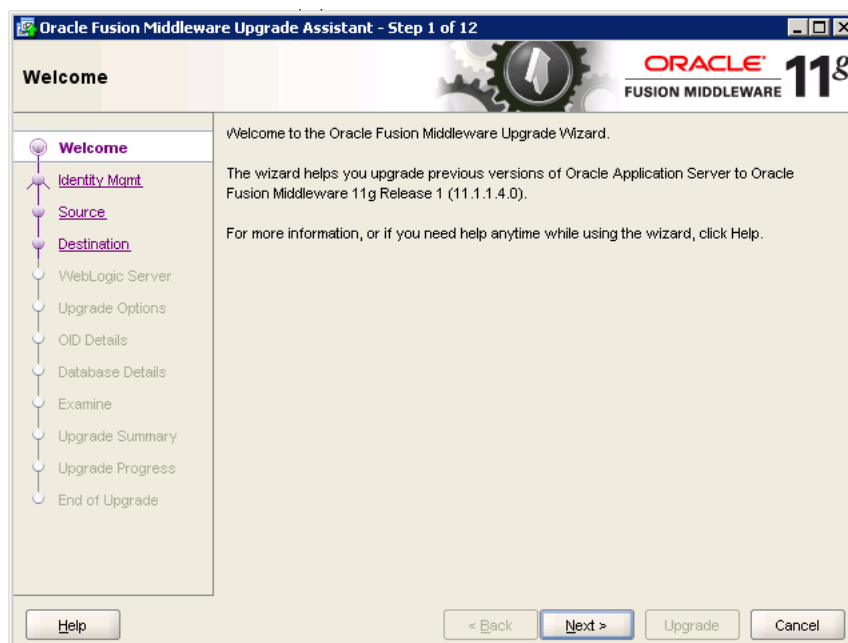 Oracle Fusion Middleware Upgrade Assistant - Step 1 of 12
Welcome
ORACLE
FUSION MIDDLEWARE
11g
Welcome
Identity Mgmt
Source
Destination
WebLogic Server
Upgrade Options
OID Details
Database Details
Examine
Upgrade Summary
Upgrade Progress
End of Upgrade
Welcome to the Oracle Fusion Middleware Upgrade Wizard.
The wizard helps you upgrade previous versions of Oracle Application Server to Oracle
Fusion Middleware 11g Release 1 (11.1.1.4.0).
For more information, or if you need help anytime while using the wizard, click Help.
Help
< Back
Next >
Upgrade
Cancel